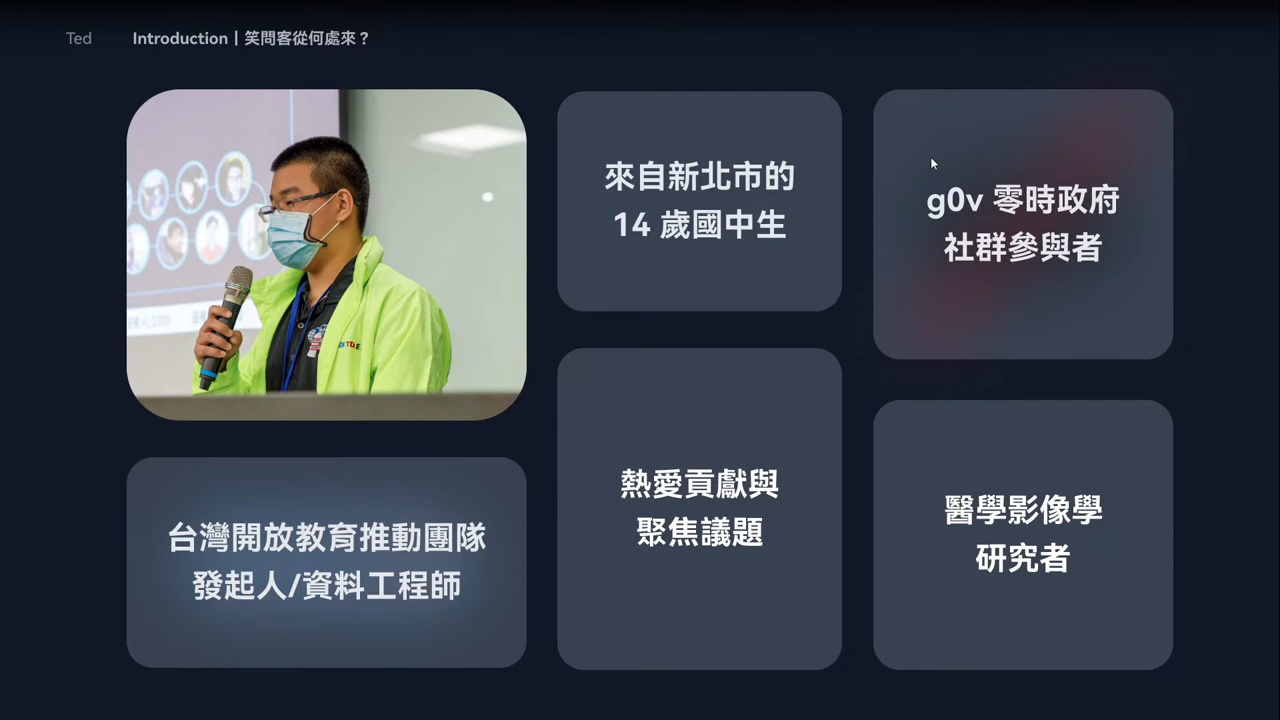 Ted
Introduction | 笑問客從何處來？
來自新北市的
14 歲國中生
g0v 零時政府
社群參與者
熱愛貢獻與
聚焦議題
醫學影像學
研究者
台灣開放教育推動團隊
發起人/資料工程師